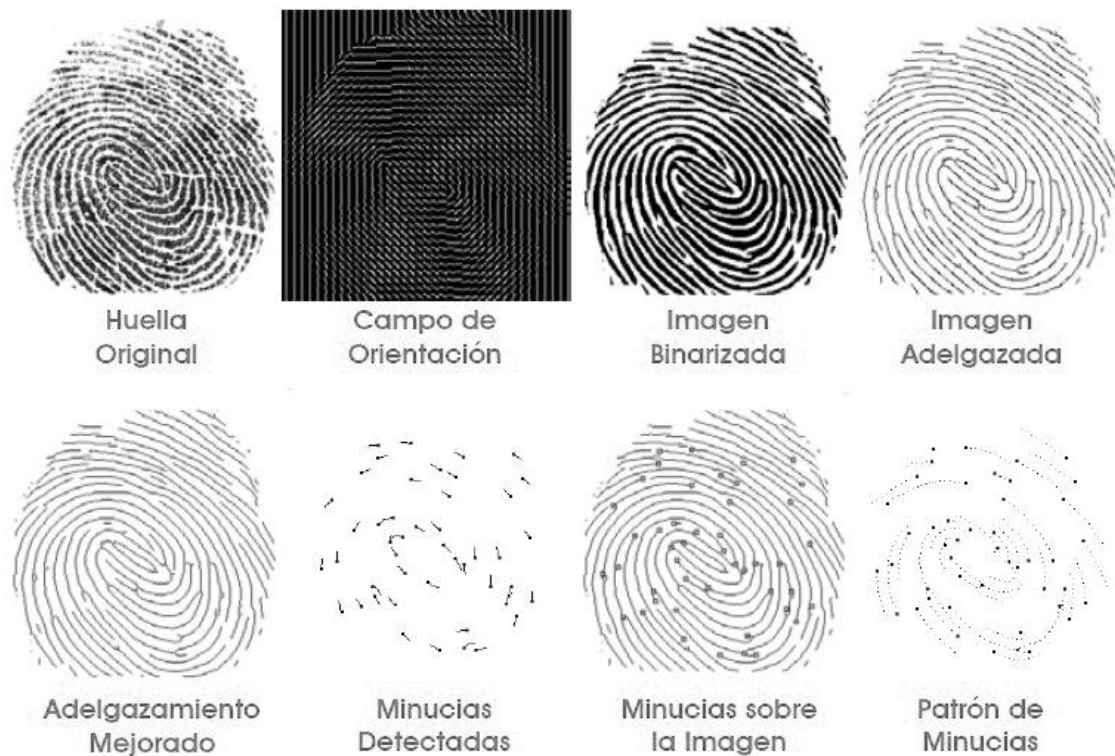 Huella
Original
Campo de
Orientación
Imagen
Binarizada
Imagen
Adelgazada
Adelgazamiento
Mejorado
Minucias
Detectadas
Minucias sobre
la Imagen
Patrón de
Minucias